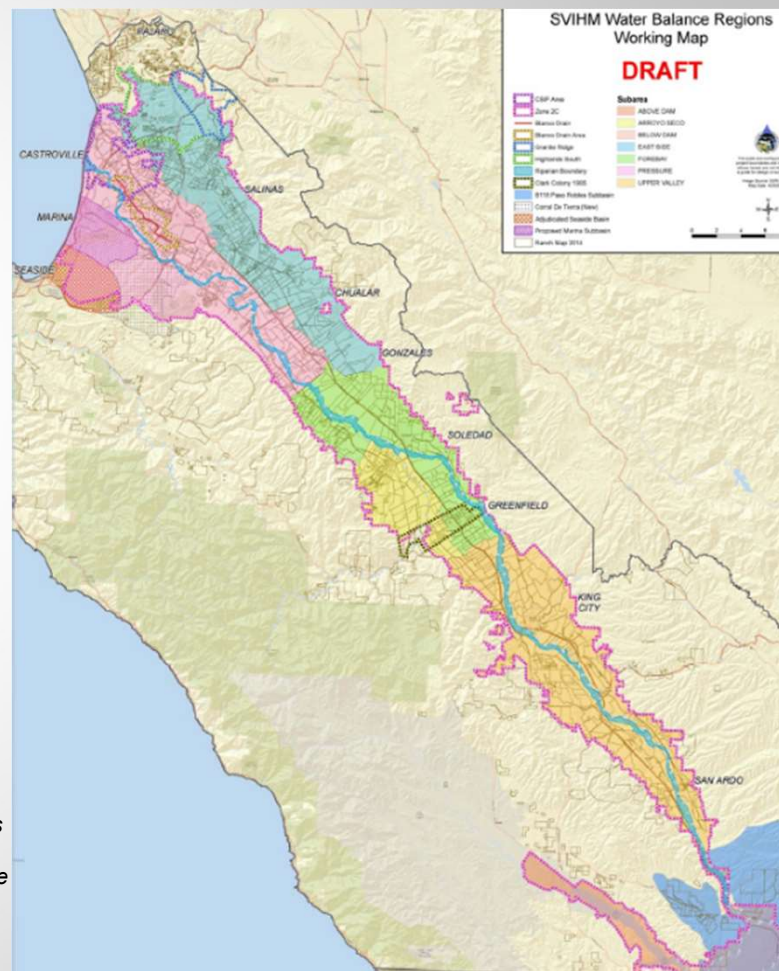 SVIHM Water Balance Regions
Working Map
DRAFT
CSIP Area
Zone 2C
Blanco Drain
Blanco Drain Area
Granite Ridge
Highlands South
Riparian Boundary
Clark Colony
B118 Paso Robles Subbasin
Corral De Tierra (New)
Adjudicated Seaside Basin
Proposed Marina Subbasin
Ranch Map 2014
Subarea
ABOVE DAM
ARROYO SECO
BELOW DAM
EAST SIDE
FOREBAY
PRESSURE
UPPER VALLEY
PAJARO
CASTROVILLE
SALINAS
MARINA
SEASIDE
CHUALAR
GONZALES
SOLEDAD
GREENFIELD
KING
CITY
SAN ARDO